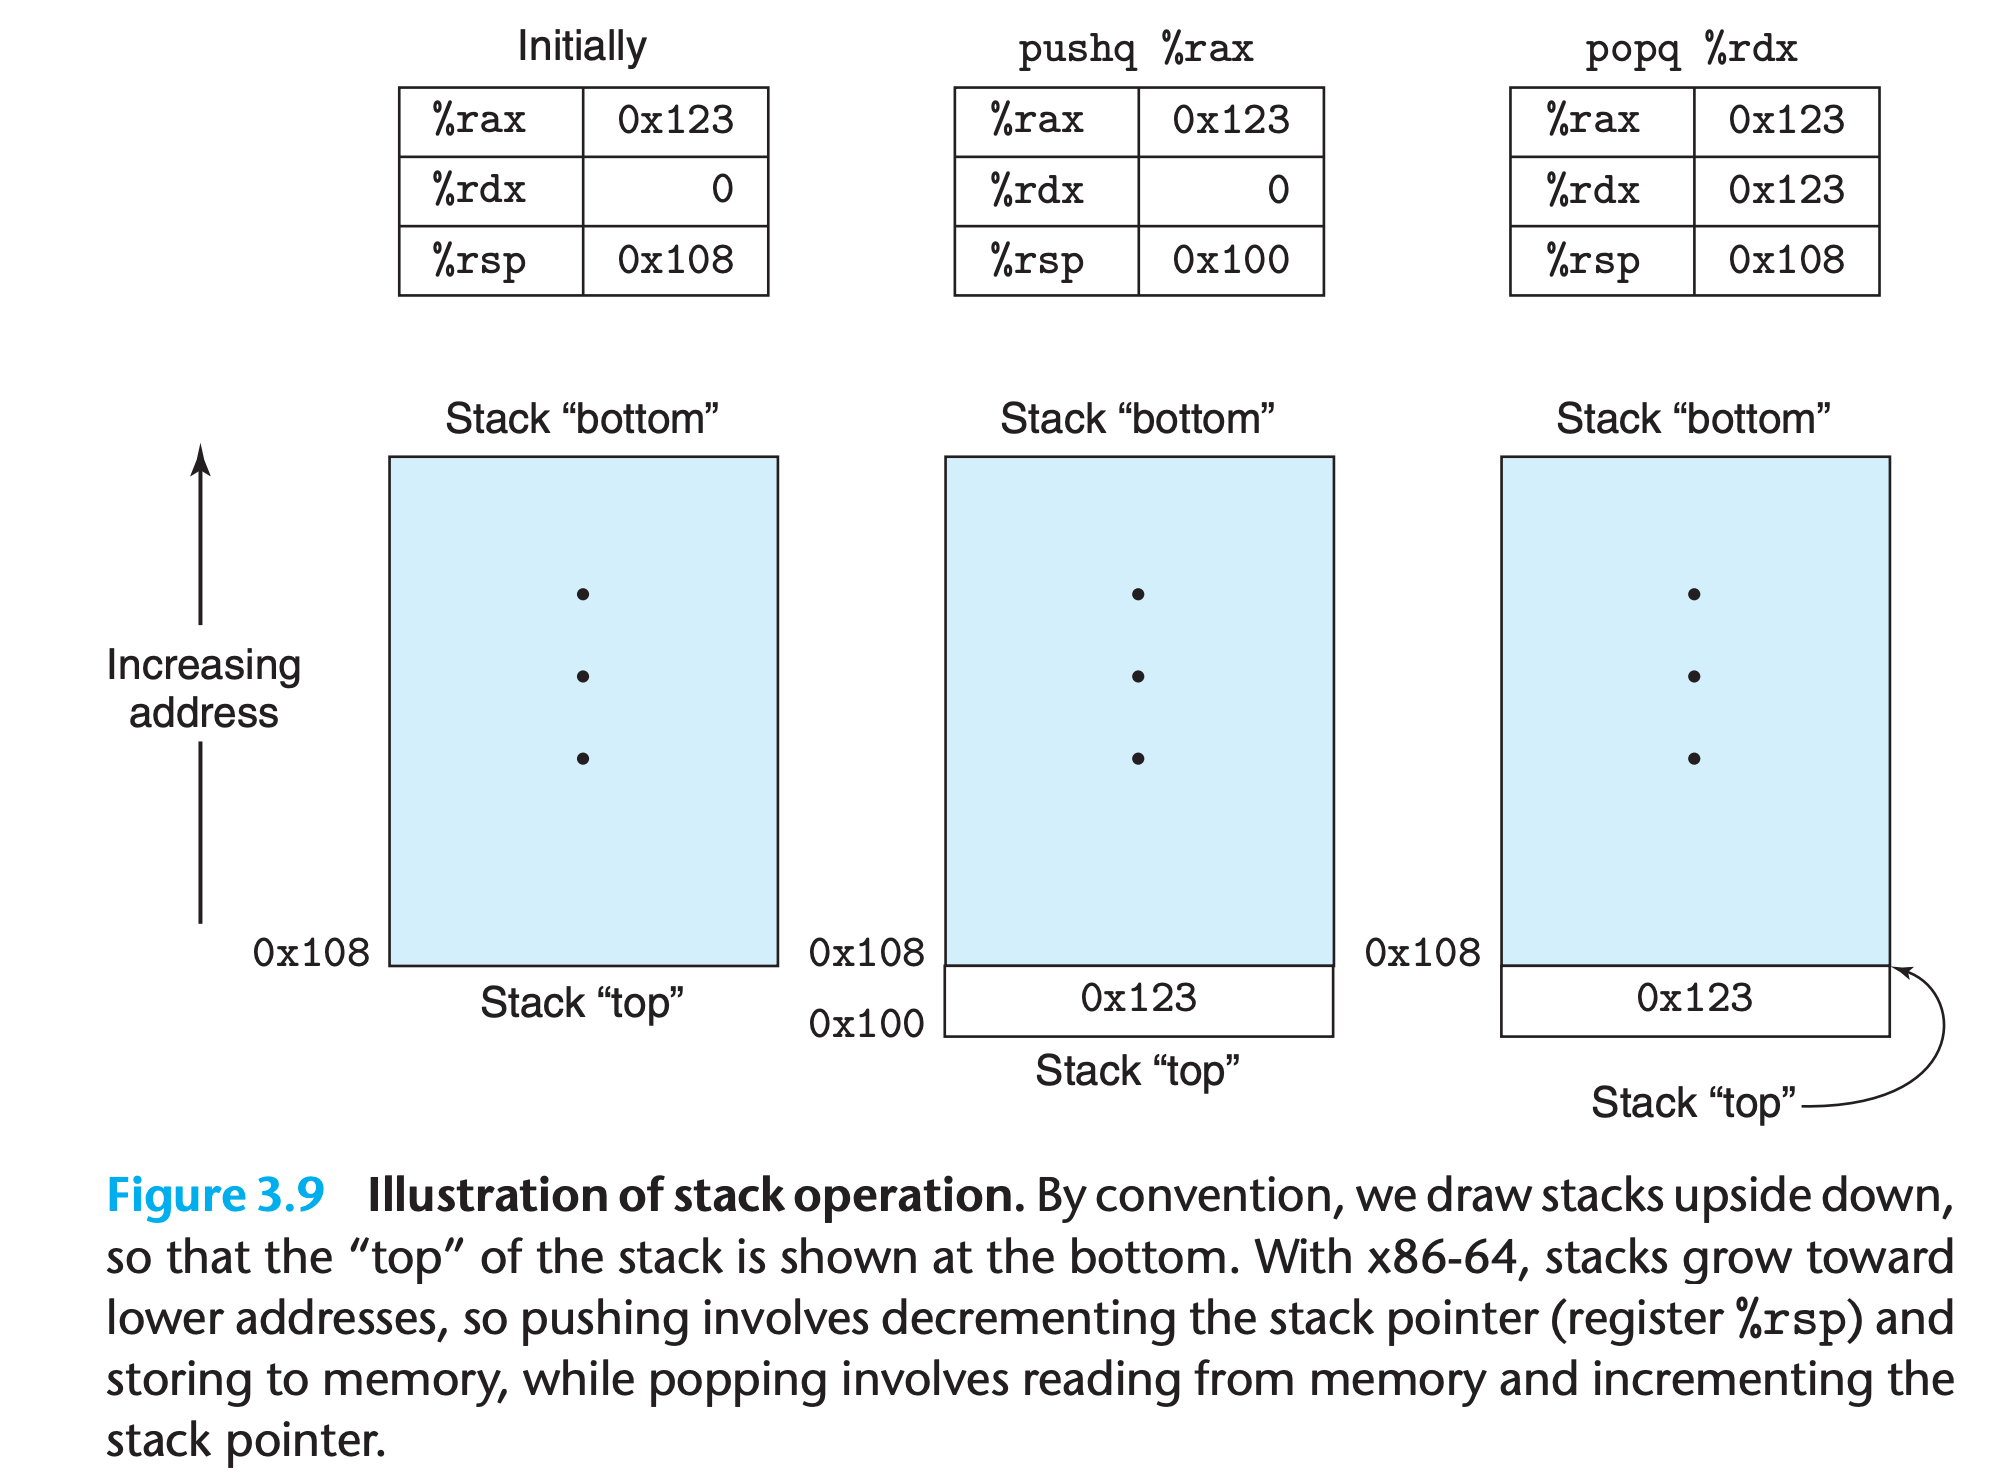 Initially
%rax 0x123
%rdx 0
%rsp 0x108
pushq %rax
%rax 0x123
%rdx 0
%rsp 0x100
popq %rdx
%rax 0x123
%rdx 0x123
%rsp 0x108
Increasing
address
Stack “bottom”
0x108
Stack “top”
Stack “bottom”
0x108
0x123
0x100
Stack “top”
Stack “bottom”
0x108
0x123
Stack “top”
Figure 3.9 Illustration of stack operation. By convention, we draw stacks upside down,
so that the “top” of the stack is shown at the bottom. With x86-64, stacks grow toward
lower addresses, so pushing involves decrementing the stack pointer (register %rsp) and
storing to memory, while popping involves reading from memory and incrementing the
stack pointer.